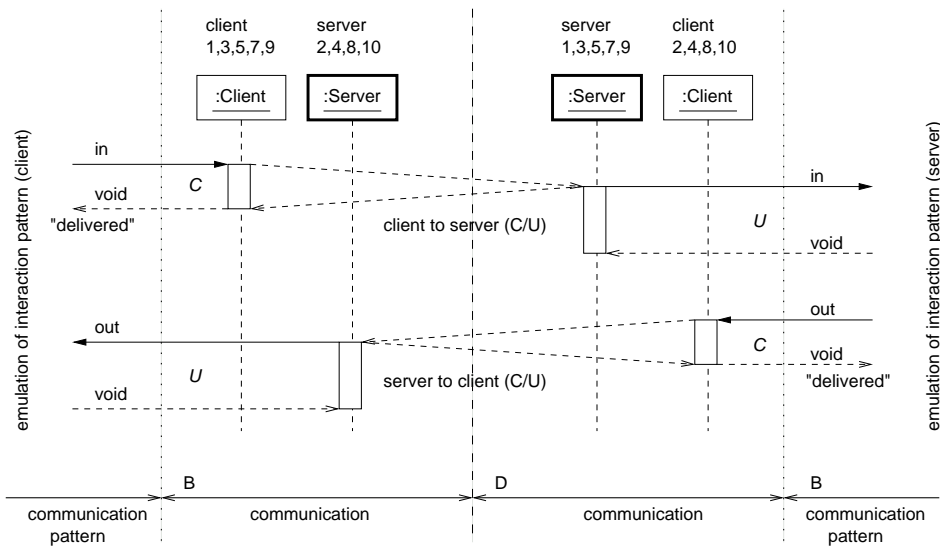 client
1,3,5,7,9
server
2,4,8,10
server
1,3,5,7,9
client
2,4,8,10
:Client
:Server
:Server
:Client
emulation of interaction pattern (client)
in
C
void
"delivered"
client to server (C/U)
in
U
void
out
U
void
server to client (C/U)
out
C
void
"delivered"
emulation of interaction pattern (server)
B
D
B
communication
pattern
communication
communication
communication
pattern